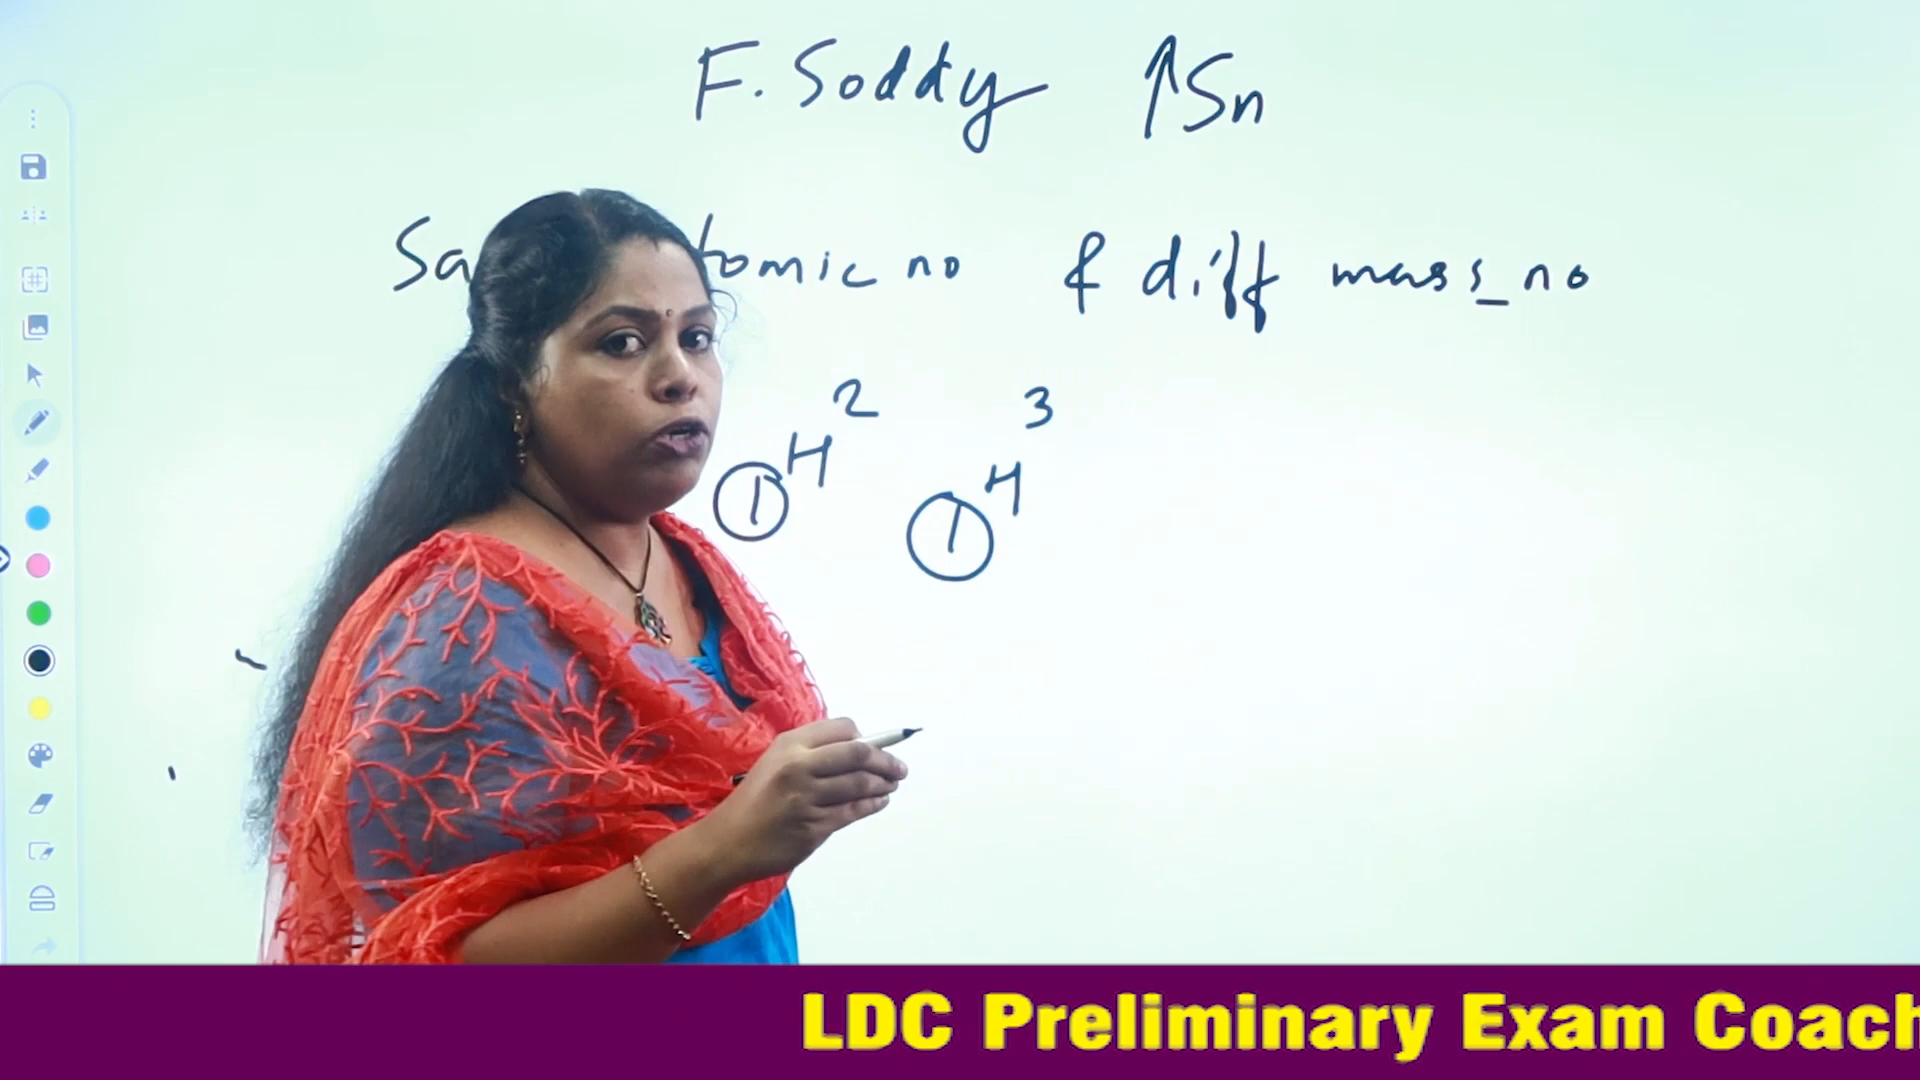 F. Soddy ↑Sn
Sa tomic no & diff mass_no
1 H 2 1 H 3
LDC Preliminary Exam Coach